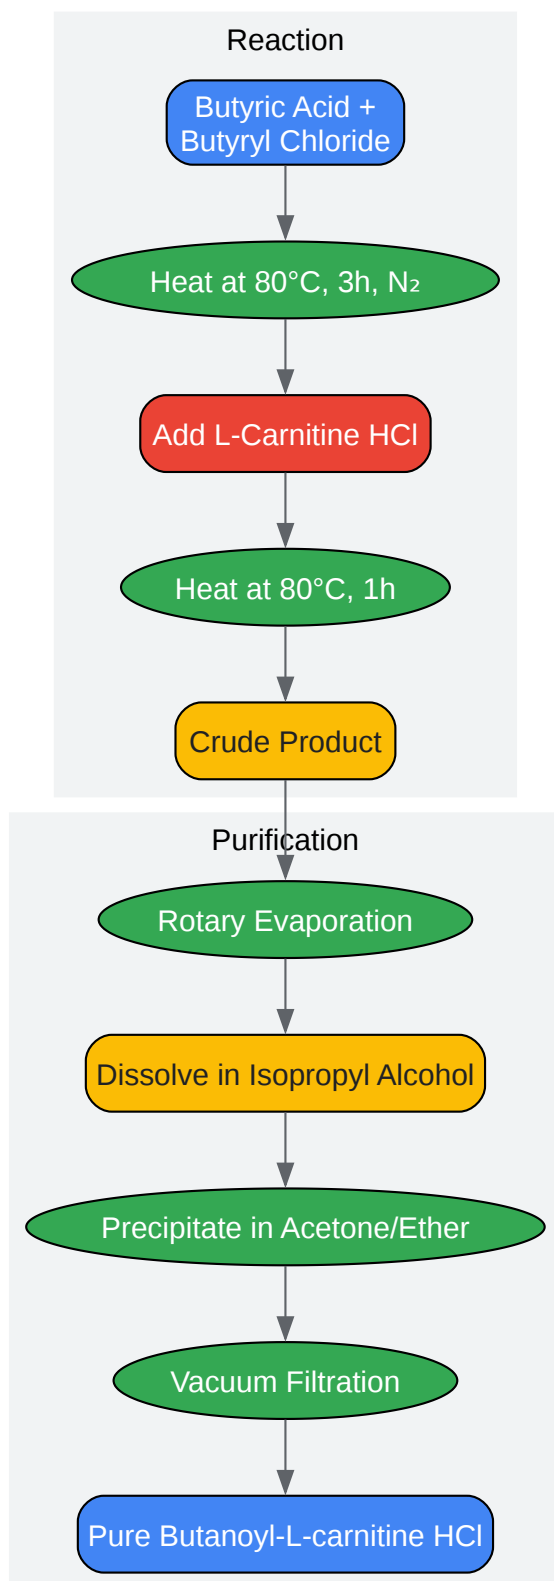 Reaction
Butyric Acid +
Butyryl Chloride
Heat at 80°C, 3h, N₂
Add L-Carnitine HCl
Heat at 80°C, 1h
Crude Product
Purification
Rotary Evaporation
Dissolve in Isopropyl Alcohol
Precipitate in Acetone/Ether
Vacuum Filtration
Pure Butanoyl-L-carnitine HCl